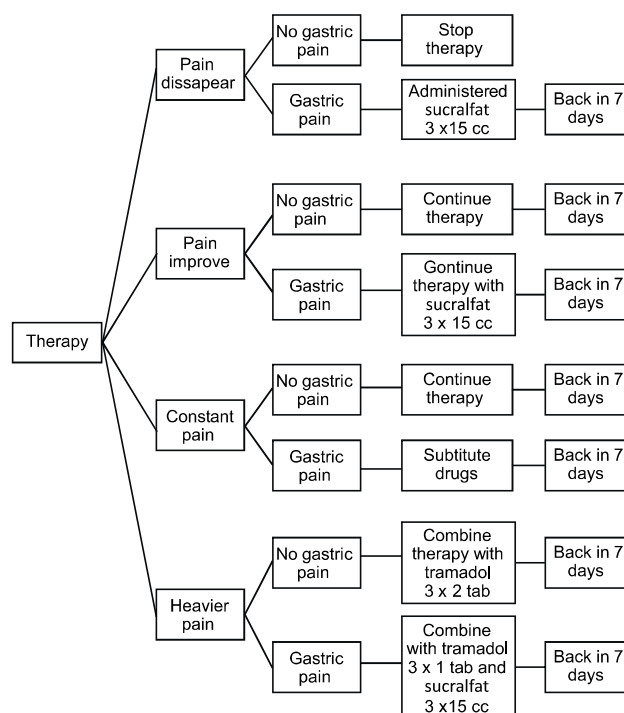 Therapy
Pain
dissapear
No gastric
pain
Stop
therapy
Gastric
pain
Administered
sucralfat
3 x15 cc
Back in 7
days
Pain
improve
No gastric
pain
Continue
therapy
Back in 7
days
Gastric
pain
Gontinue
therapy with
sucralfat
3 x 15 cc
Back in 7
days
Constant
pain
No gastric
pain
Continue
therapy
Back in 7
days
Gastric
pain
Subtitute
drugs
Back in 7
days
Heavier
pain
No gastric
pain
Combine
therapy with
tramadol
3 x 2 tab
Back in 7
days
Gastric
pain
Combine
with tramadol
3 x 1 tab and
sucralfat
3 x15 cc
Back in 7
days